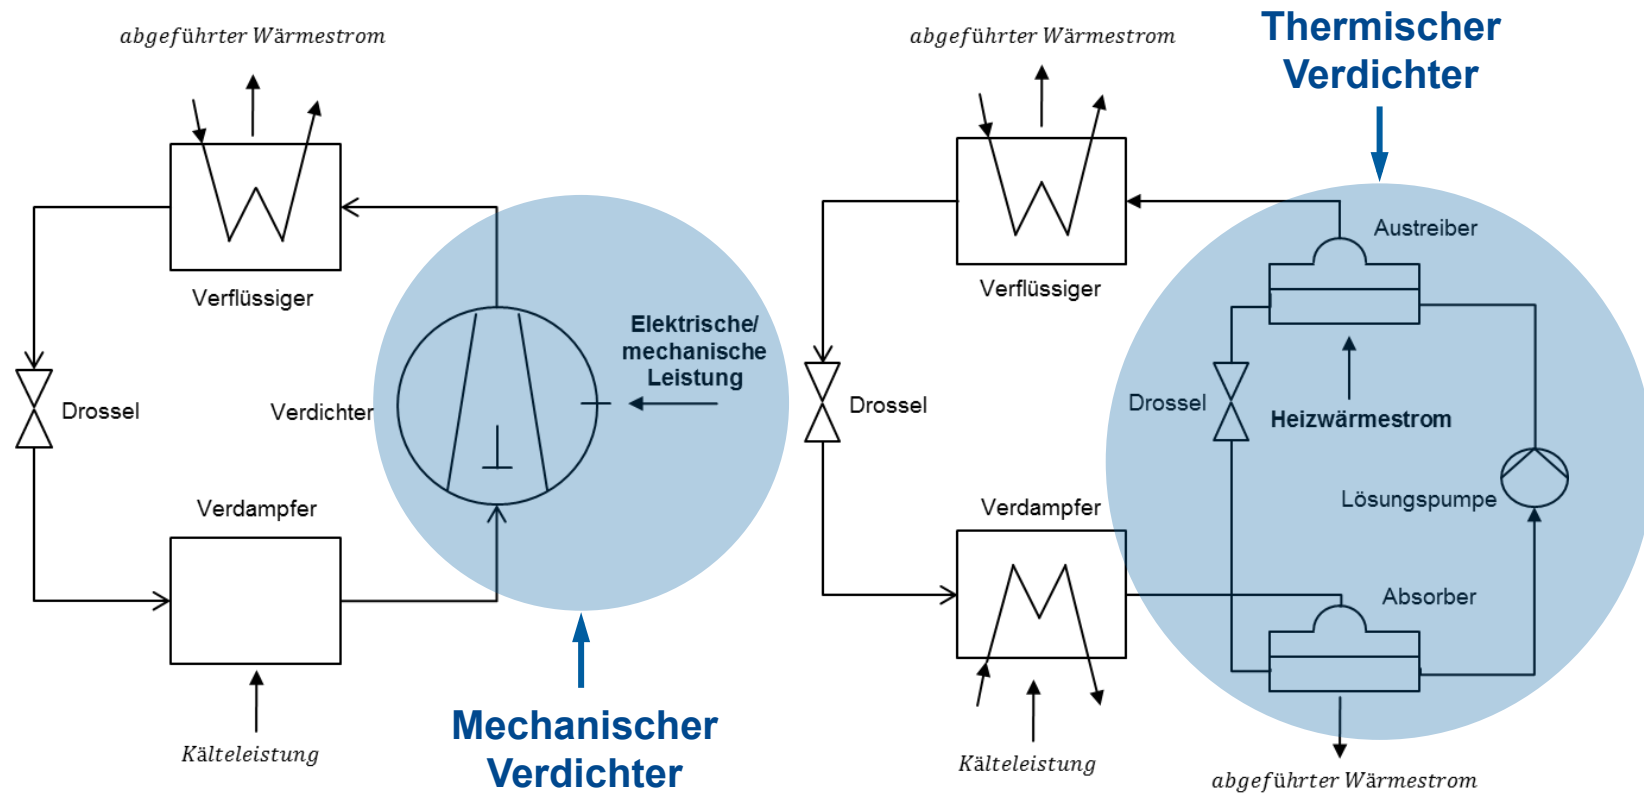 abgeführter Wärmestrom
Verflüssiger
Elektrische/
mechanische
Leistung
Drossel
Verdichter
Verdampfer
Kälteleistung
Mechanischer
Verdichter
abgeführter Wärmestrom
Thermischer
Verdichter
Austreiber
Verflüssiger
Drossel
Drossel
Heizwärmestrom
Lösungspumpe
Verdampfer
Absorber
Kälteleistung
abgeführter Wärmestrom